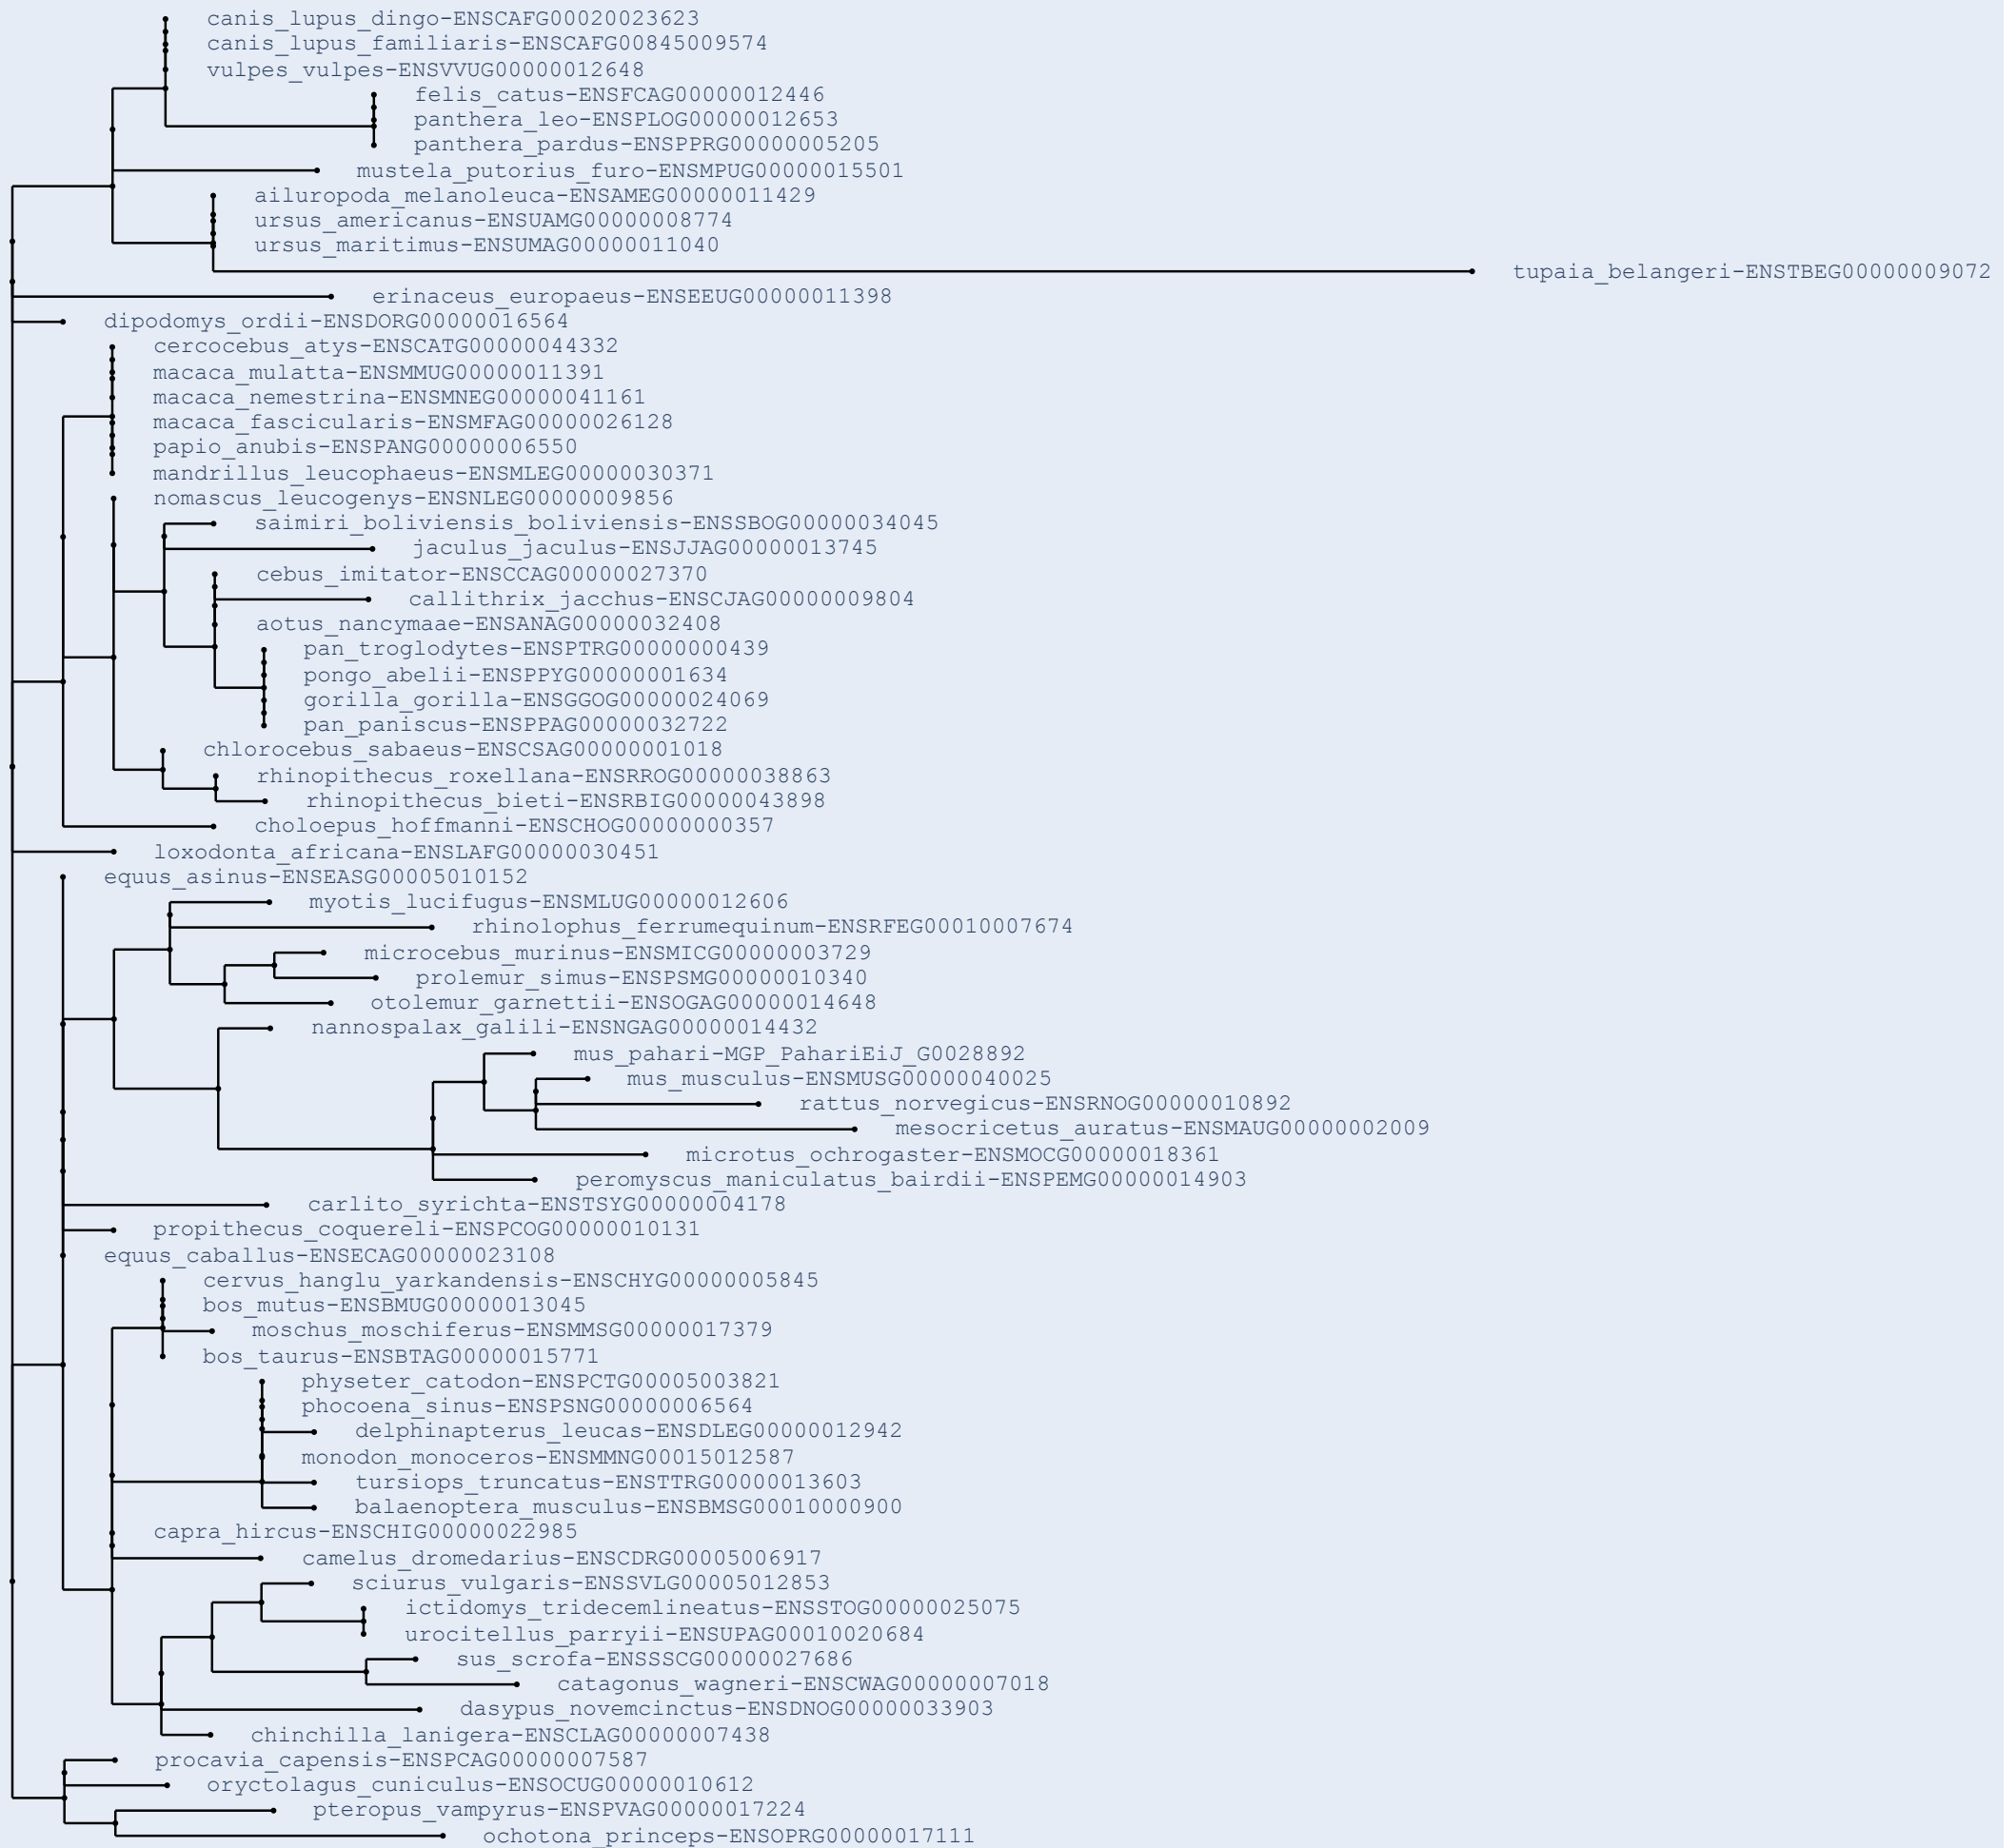 canis_lupus_dingo-ENSCAFG00020023623
canis_lupus_familiaris-ENSCAFG00845009574
vulpes_vulpes-ENSVVUG00000012648
felis_catus-ENSFCAG00000012446
panthera_leo-ENSPLOG00000012653
panthera_pardus-ENSPPRG00000005205
mustela_putorius_furo-ENSMPUG00000015501
ailuropoda_melanoleuca-ENSAMEG00000011429
ursus_americanus-ENSUAMG00000008774
ursus_maritimus-ENSUMAG00000011040
tupaia_belangeri-ENSTBEG00000009072
erinaceus_europaeus-ENSEEUG00000011398
dipodomys_ordii-ENSDORG00000016564
cercocebus_atys-ENSCATG00000044332
macaca_mulatta-ENSMMUG00000011391
macaca_nemestrina-ENSMNEG00000041161
macaca_fascicularis-ENSMFAG00000026128
papio_anubis-ENSPANG00000006550
mandrillus_leucophaeus-ENSMLEG00000030371
nomascus_leucogenys-ENSNLEG00000009856
saimiri_boliviensis_boliviensis-ENSSBOG00000034045
jaculus_jaculus-ENSJJAG00000013745
cebus_imitator-ENSCCAG00000027370
callithrix_jacchus-ENSCJAG00000009804
aotus_nancymaae-ENSANAG00000032408
pan_troglodytes-ENSPTRG00000000439
pongo_abelii-ENSPPYG00000001634
gorilla_gorilla-ENSGGOG00000024069
pan_paniscus-ENSPPAG00000032722
chlorocebus_sabaeus-ENSCSAG00000001018
rhinopithecus_roxellana-ENSRROG00000038863
rhinopithecus_bieti-ENSRBIG00000043898
choloepus_hoffmanni-ENSCHOG00000000357
loxodonta_africana-ENSLAFG00000030451
equus_asinus-ENSEASG00005010152
myotis_lucifugus-ENSMLUG00000012606
rhinolophus_ferrumequinum-ENSRFEG00010007674
microcebus_murinus-ENSMICG00000003729
prolemur_simus-ENSPSMG00000010340
otolemur_garnettii-ENSOGAG00000014648
nannospalax_galili-ENSNGAG00000014432
mus_pahari-MGP_PahariEiJ_G0028892
mus_musculus-ENSMUSG00000040025
rattus_norvegicus-ENSRNOG00000010892
mesocricetus_auratus-ENSMAUG00000002009
microtus_ochrogaster-ENSMOCG00000018361
peromyscus_maniculatus_bairdii-ENSPEMG00000014903
carlito_syrichta-ENSTSYG00000004178
propithecus_coquereli-ENSPCOG00000010131
equus_caballus-ENSECAG00000023108
cervus_hanglu_yarkandensis-ENSCHYG00000005845
bos_mutus-ENSBMUG00000013045
moschus_moschiferus-ENSMMSG00000017379
bos_taurus-ENSBTAG00000015771
physeter_catodon-ENSPCTG00005003821
phocoena_sinus-ENSPSNG00000006564
delphinapterus_leucas-ENSDLEG00000012942
monodon_monoceros-ENSMMNG00015012587
tursiops_truncatus-ENSTTRG00000013603
balaenoptera_musculus-ENSBMSG00010000900
capra_hircus-ENSCHIG00000022985
camelus_dromedarius-ENSCDRG00005006917
sciurus_vulgaris-ENSSVLG00005012853
ictidomys_tridecemlineatus-ENSSTOG00000025075
urocitellus_parryii-ENSUPAG00010020684
sus_scrofa-ENSSSCG00000027686
catagonus_wagneri-ENSCWAG00000007018
dasypus_novemcinctus-ENSDNOG00000033903
chinchilla_lanigera-ENSCLAG00000007438
procavia_capensis-ENSPCAG00000007587
oryctolagus_cuniculus-ENSOCUG00000010612
pteropus_vampyrus-ENSPVAG00000017224
ochotona_princeps-ENSOPRG00000017111